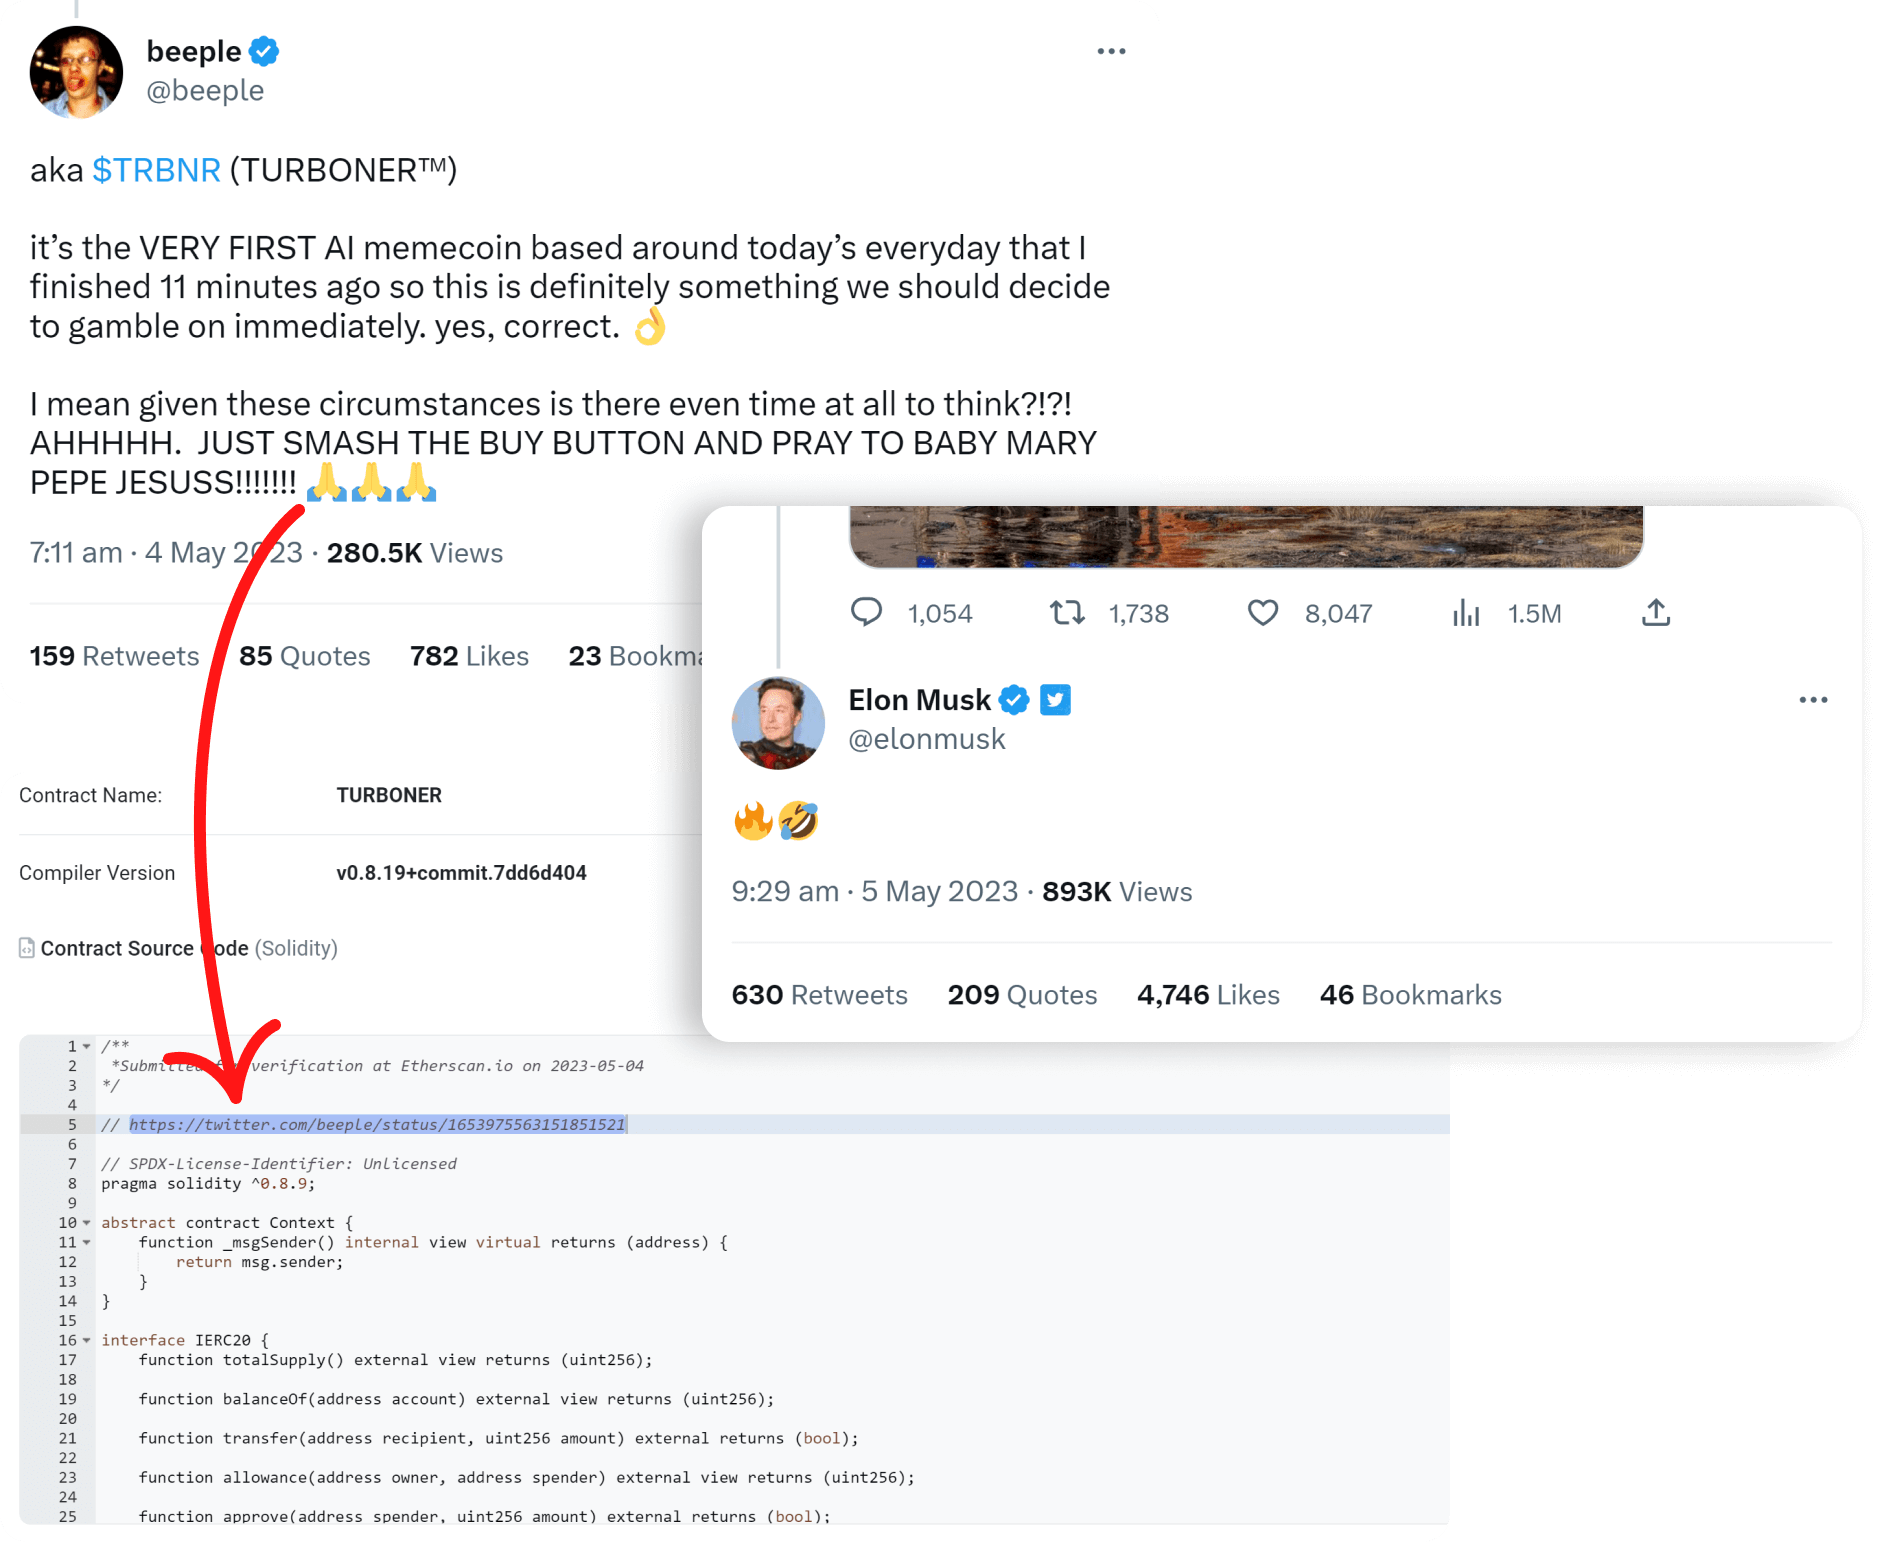 beeple
@beeple
aka $TRBNR (TURBONER™)
it’s the VERY FIRST AI memecoin based around today’s everyday that I
finished 11 minutes ago so this is definitely something we should decide
to gamble on immediately. yes, correct. 👌
I mean given these circumstances is there even time at all to think?!?!
AHHHHH.  JUST SMASH THE BUY BUTTON AND PRAY TO BABY MARY
PEPE JESUSS!!!!!!! 🙏🙏🙏
7:11 am · 4 May 2023 · 280.5K Views
159 Retweets 85 Quotes 782 Likes 23 Bookma
1,054 1,738 8,047 1.5M
Elon Musk
@elonmusk
🔥🤣
9:29 am · 5 May 2023 · 893K Views
630 Retweets 209 Quotes 4,746 Likes 46 Bookmarks
Contract Name: TURBONER
Compiler Version v0.8.19+commit.7dd6d404
Contract Source Code (Solidity)
1 /**
2 *Submitted for verification at Etherscan.io on 2023-05-04
3 */
4
5 // https://twitter.com/beeple/status/1653975563151851521
6
7 // SPDX-License-Identifier: Unlicensed
8 pragma solidity ^0.8.9;
9
10 abstract contract Context {
11 function _msgSender() internal view virtual returns (address) {
12 return msg.sender;
13 }
14 }
15
16 interface IERC20 {
17 function totalSupply() external view returns (uint256);
18
19 function balanceOf(address account) external view returns (uint256);
20
21 function transfer(address recipient, uint256 amount) external returns (bool);
22
23 function allowance(address owner, address spender) external view returns (uint256);
24
25 function approve(address spender, uint256 amount) external returns (bool);